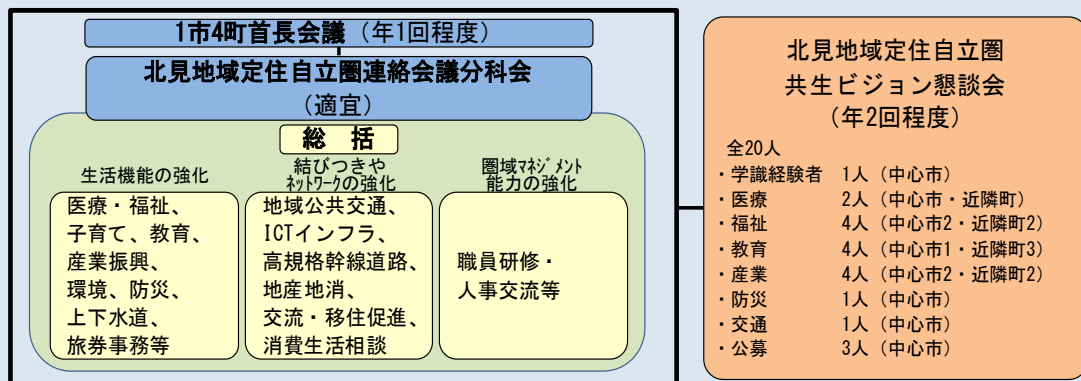 1市4町首長会議（年1回程度）
北見地域定住自立圏連絡会議分科会
（適宜）
総 括
生活機能の強化
医療・福祉、
子育て、教育、
産業振興、
環境、防災、
上下水道、
旅券事務等
結びつきや
ネットワークの強化
地域公共交通、
ICTインフラ、
高規格幹線道路、
地産地消、
交流・移住促進、
消費生活相談
圏域マネジメント
能力の強化
職員研修・
人事交流等
北見地域定住自立圏
共生ビジョン懇談会
（年2回程度）
全20人
・学識経験者 1人（中心市）
・医療 2人（中心市・近隣町）
・福祉 4人（中心市2・近隣町2）
・教育 4人（中心市1・近隣町3）
・産業 4人（中心市2・近隣町2）
・防災 1人（中心市）
・交通 1人（中心市）
・公募 3人（中心市）